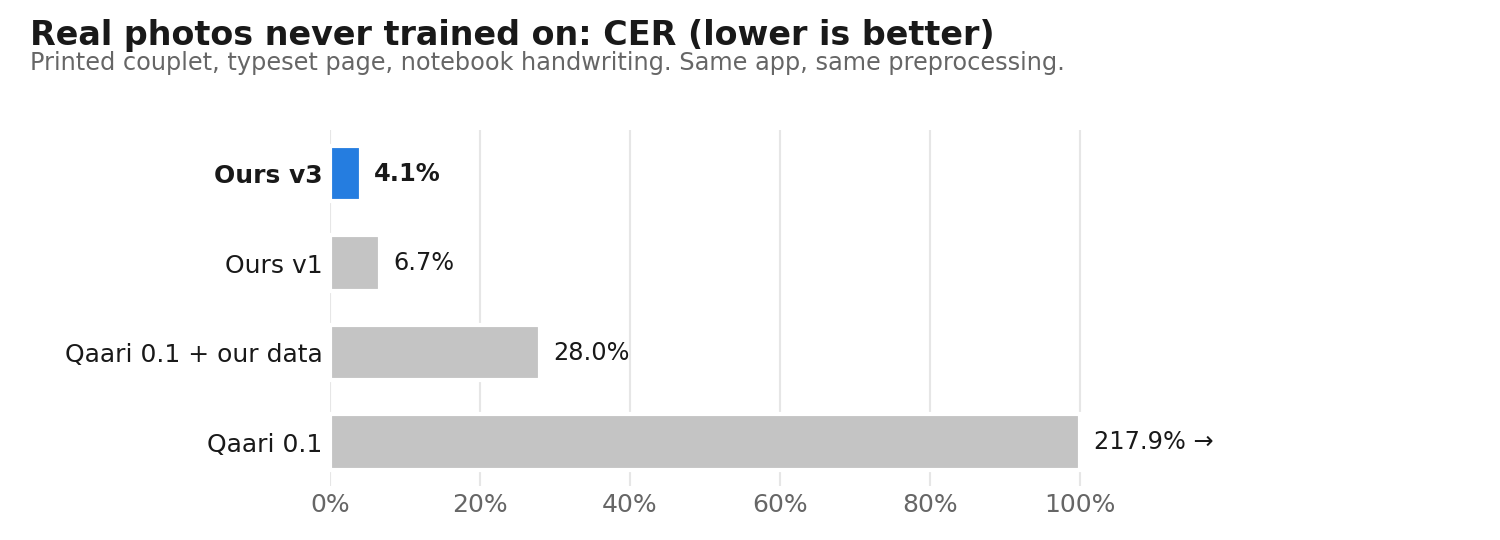 Real photos never trained on: CER (lower is better)
Printed couplet, typeset page, notebook handwriting. Same app, same preprocessing.
Ours v3 4.1%
Ours v1 6.7%
Qaari 0.1 + our data 28.0%
Qaari 0.1 217.9% →
0% 20% 40% 60% 80% 100%